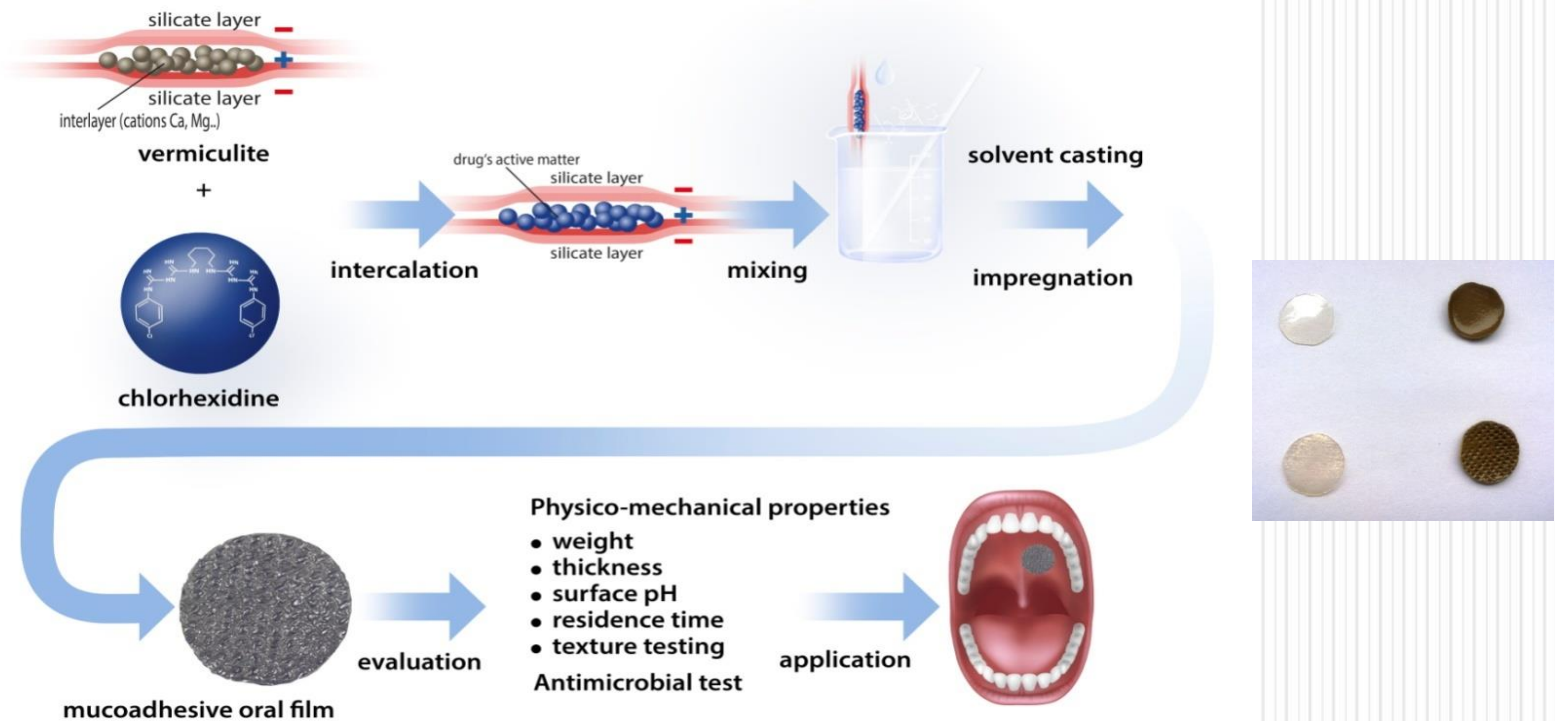 silicate layer
−
+
−
silicate layer
interlayer (cations Ca, Mg..)
vermiculite
+
chlorhexidine
intercalation
drug's active matter
silicate layer
−
+
−
silicate layer
mixing
solvent casting
impregnation
mucoadhesive oral film
evaluation
Physico-mechanical properties
• weight
• thickness
• surface pH
• residence time
• texture testing
Antimicrobial test
application